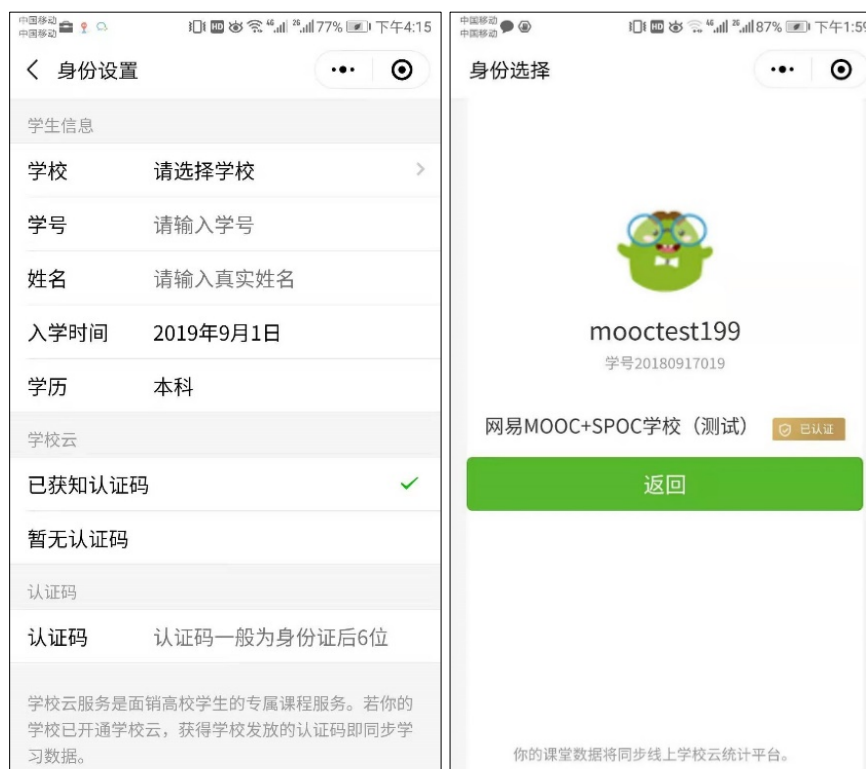 中国移动
中国移动
HD 4G 2G 77% 下午4:15
身份设置
学生信息
学校 请选择学校
学号 请输入学号
姓名 请输入真实姓名
入学时间 2019年9月1日
学历 本科
学校云
已获知认证码
暂无认证码
认证码
认证码 认证码一般为身份证后6位
学校云服务是面销高校学生的专属课程服务。若你的
学校已开通学校云，获得学校发放的认证码即同步学
习数据。
中国移动
中国移动
HD 4G 2G 87% 下午1:59
身份选择
mooctest199
学号20180917019
网易MOOC+SPOC学校（测试） 已认证
返回
你的课堂数据将同步线上学校云统计平台。